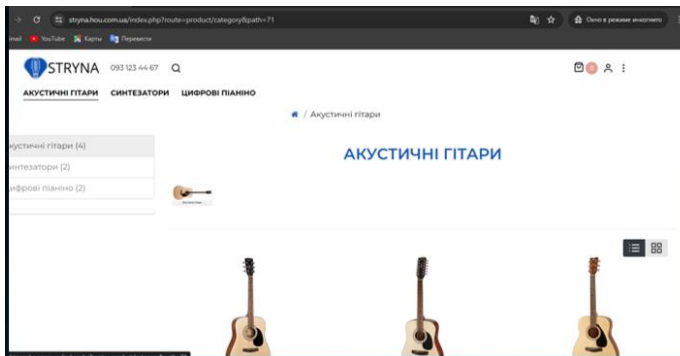 stryna.hou.com.ua/index.php?route=product/category&path=71
Окно в режиме инкогнито
mail YouTube Карты Перевести
STRYNA 093 123 44 67
0
АКУСТИЧНІ ГІТАРИ СИНТЕЗАТОРИ ЦИФРОВІ ПІАНІНО
/ Акустичні гітари
кустичні гітари (4)
интезатори (2)
ифрові піаніно (2)
АКУСТИЧНІ ГІТАРИ